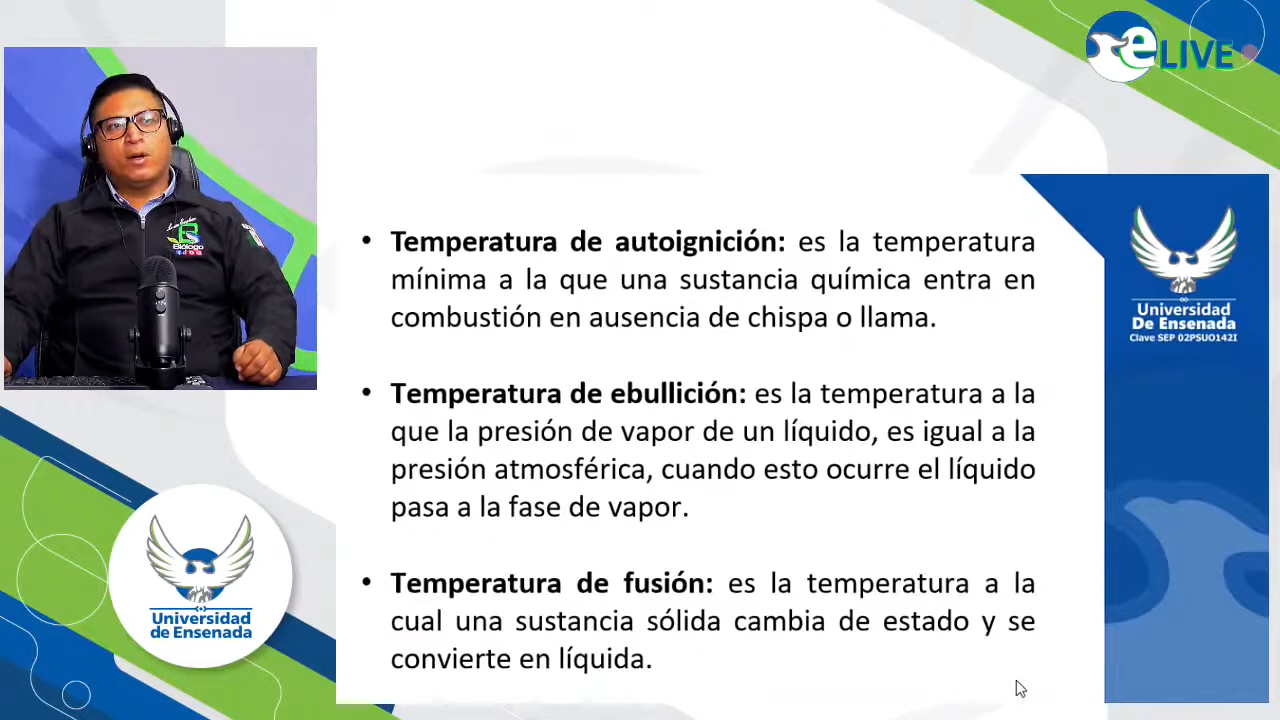 eLIVE
• Temperatura de autoignición: es la temperatura
mínima a la que una sustancia química entra en
combustión en ausencia de chispa o llama.
• Temperatura de ebullición: es la temperatura a la
que la presión de vapor de un líquido, es igual a la
presión atmosférica, cuando esto ocurre el líquido
pasa a la fase de vapor.
• Temperatura de fusión: es la temperatura a la
cual una sustancia sólida cambia de estado y se
convierte en líquida.
Universidad
De Ensenada
Clave SEP 02PSU0142I
Biólogo
Universidad
de Ensenada